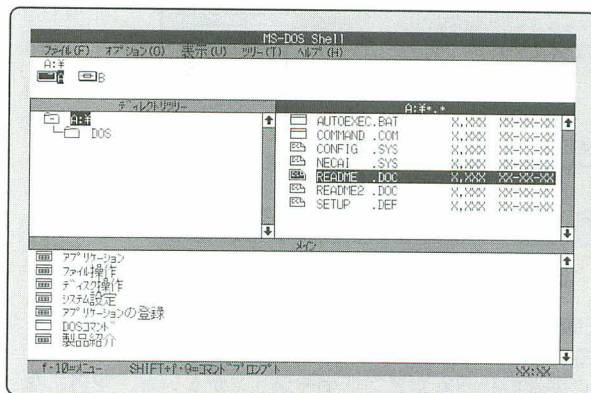 MS-DOS Shell
ファイル(F) オプション(O) 表示(U) ツリー(T) ヘルプ(H)
A:¥
A B
ディレクトリツリー
A:¥
DOS
A:¥*.*
AUTOEXEC.BAT X,XXX XX-XX-XX
COMMAND .COM X,XXX XX-XX-XX
CONFIG .SYS X,XXX XX-XX-XX
NECAI .SYS X,XXX XX-XX-XX
README .DOC X,XXX XX-XX-XX
README2 .DOC X,XXX XX-XX-XX
SETUP .DEF X,XXX XX-XX-XX
メイン
アプリケーション
ファイル操作
ディスク操作
システム設定
アプリケーションの登録
DOSコマンド
製品紹介
f・10=メニュー SHIFT+f・9=コマンドプロンプト XX:XX